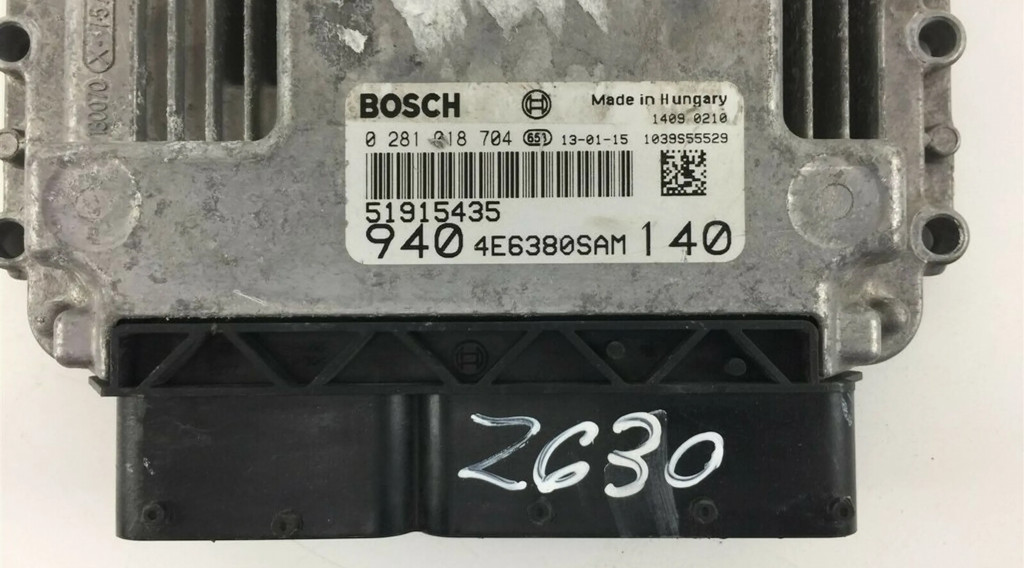 BOSCH Made in Hungary
1409 0210
0 281 018 704 651 13-01-15 1039S55529
51915435
940 4E6380SAM 140
Z630